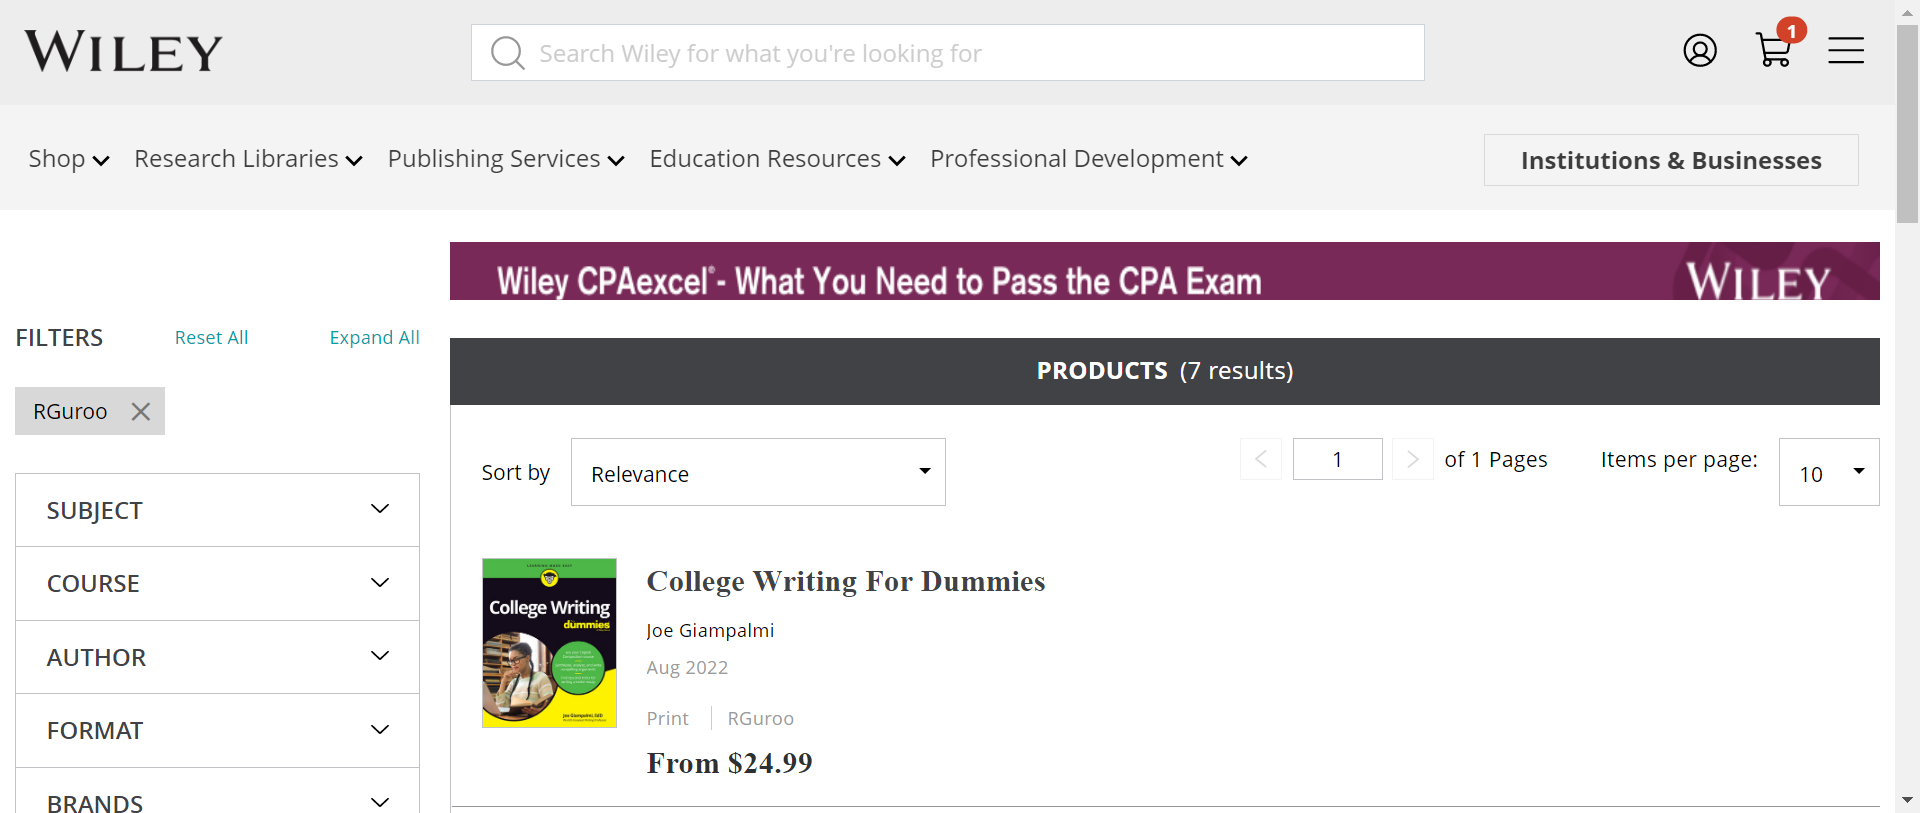 WILEY
Search Wiley for what you're looking for
1
Shop
Research Libraries
Publishing Services
Education Resources
Professional Development
Institutions & Businesses
Wiley CPAexcel®- What You Need to Pass the CPA Exam
WILEY
FILTERS
Reset All
Expand All
RGuroo
PRODUCTS (7 results)
Sort by
Relevance
1
of 1 Pages
Items per page:
10
SUBJECT
COURSE
AUTHOR
FORMAT
BRANDS
LEARNING MADE EASY
College Writing
dummies
College Writing For Dummies
Joe Giampalmi
Aug 2022
Print
RGuroo
From $24.99